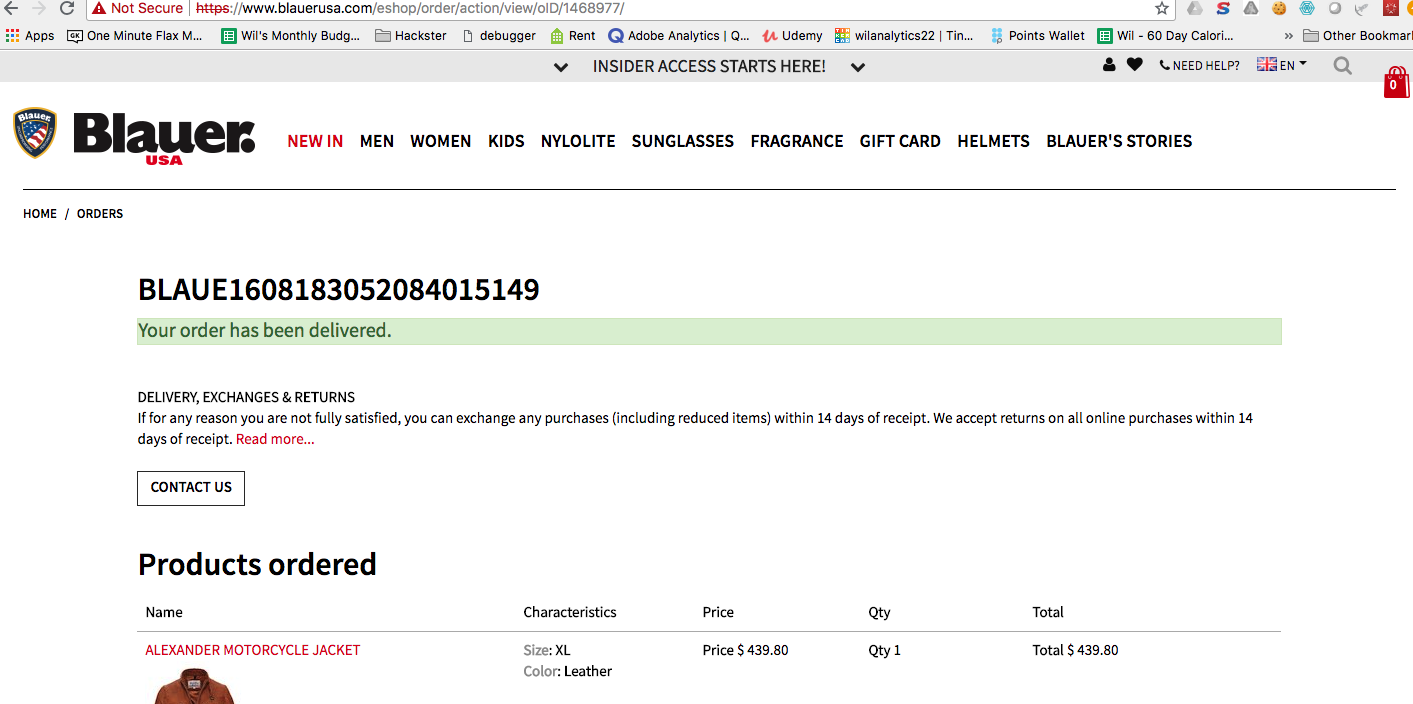 Not Secure https://www.blauerusa.com/eshop/order/action/view/oID/1468977/
Apps GK One Minute Flax M... Wil's Monthly Budg... Hackster debugger Rent Adobe Analytics | Q... Udemy wilanalytics22 | Tin... Points Wallet Wil - 60 Day Calori... » Other Bookmar
INSIDER ACCESS STARTS HERE! NEED HELP? EN
0
Blauer. Blauer.
USA
NEW IN MEN WOMEN KIDS NYLOLITE SUNGLASSES FRAGRANCE GIFT CARD HELMETS BLAUER'S STORIES
HOME / ORDERS
BLAUE1608183052084015149
Your order has been delivered.
DELIVERY, EXCHANGES & RETURNS
If for any reason you are not fully satisfied, you can exchange any purchases (including reduced items) within 14 days of receipt. We accept returns on all online purchases within 14
days of receipt. Read more...
CONTACT US
Products ordered
Name Characteristics Price Qty Total
ALEXANDER MOTORCYCLE JACKET Size: XL Price $ 439.80 Qty 1 Total $ 439.80
Color: Leather